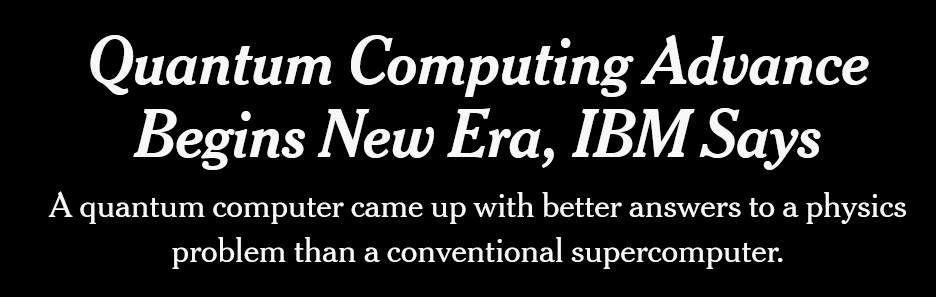 Quantum Computing Advance
Begins New Era, IBM Says
A quantum computer came up with better answers to a physics
problem than a conventional supercomputer.